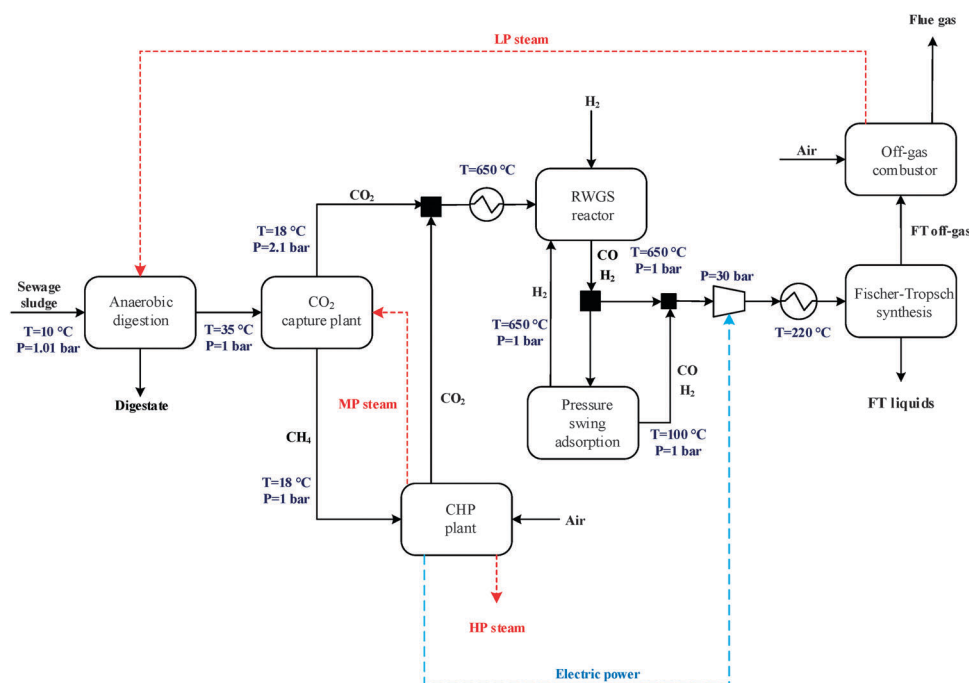 Flue gas
LP steam
H₂
Air
Off-gas
combustor
T=650 °C
CO₂
RWGS
reactor
T=18 °C
P=2.1 bar
FT off-gas
CO
H₂
T=650 °C
P=1 bar
Sewage
sludge
Anaerobic
digestion
CO₂
capture plant
H₂
P=30 bar
Fischer-Tropsch
synthesis
T=10 °C
P=1.01 bar
T=35 °C
P=1 bar
T=650 °C
P=1 bar
T=220 °C
Digestate
MP steam
CO₂
CO
H₂
FT liquids
Pressure
swing
adsorption
CH₄
T=100 °C
P=1 bar
T=18 °C
P=1 bar
CHP
plant
Air
HP steam
Electric power